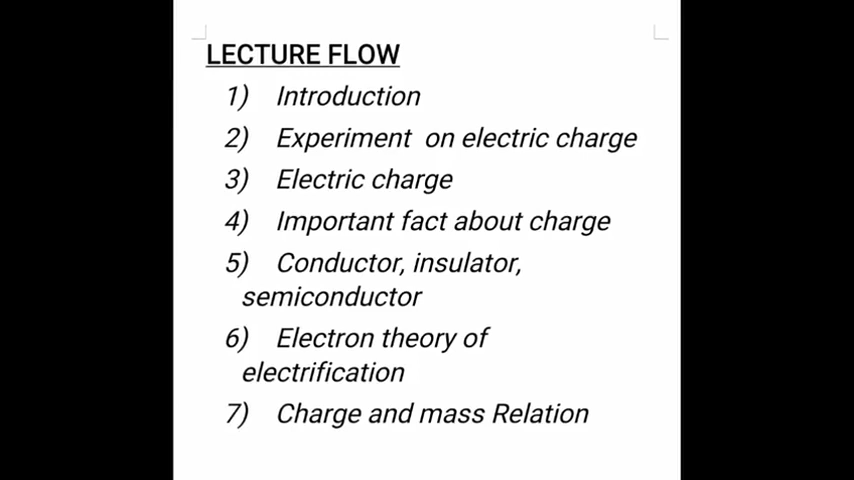 LECTURE FLOW
1) Introduction
2) Experiment on electric charge
3) Electric charge
4) Important fact about charge
5) Conductor, insulator,
semiconductor
6) Electron theory of
electrification
7) Charge and mass Relation